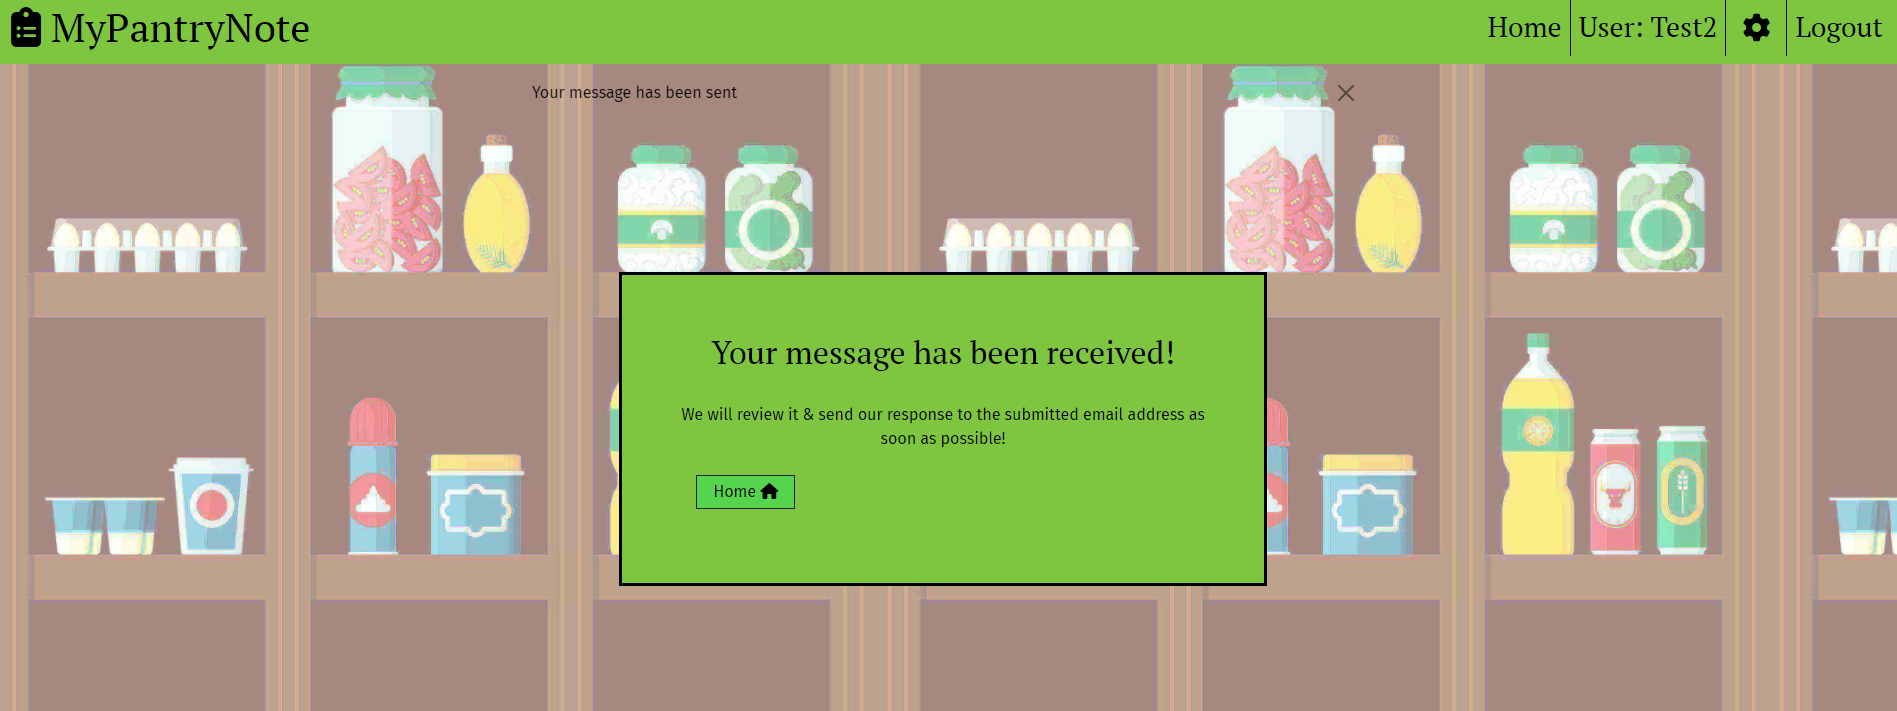 MyPantryNote
Home
User: Test2
Logout
Your message has been sent
Your message has been received!
We will review it & send our response to the submitted email address as
soon as possible!
Home